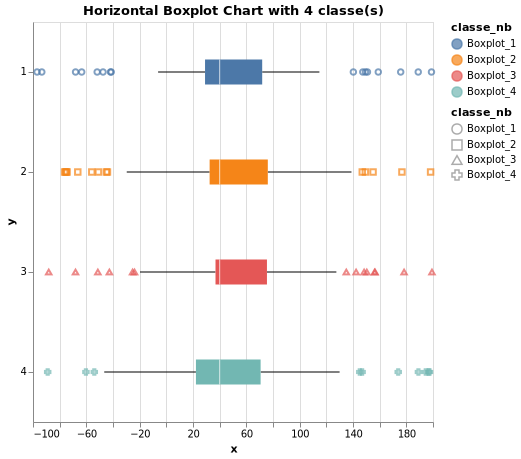 Horizontal Boxplot Chart with 4 classe(s)
classe_nb
Boxplot_1
Boxplot_2
Boxplot_3
Boxplot_4
classe_nb
Boxplot_1
Boxplot_2
Boxplot_3
Boxplot_4
y
1
2
3
4
−100 −60 −20 20 60 100 140 180
x